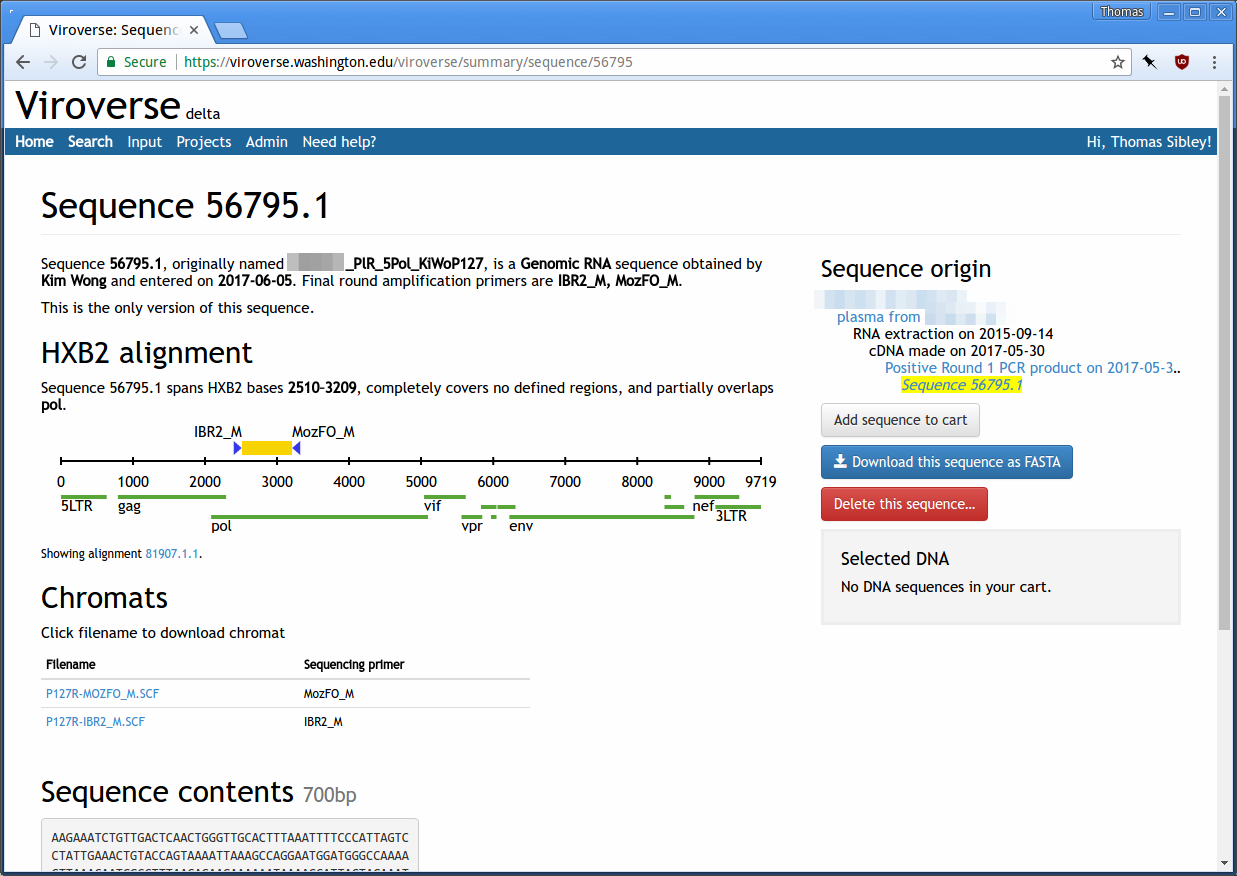 Thomas
Viroverse: Sequenc
Secure
https://viroverse.washington.edu/viroverse/summary/sequence/56795
Viroverse delta
Home Search Input Projects Admin Need help? Hi, Thomas Sibley!
Sequence 56795.1
Sequence 56795.1, originally named _PlR_5Pol_KiWoP127, is a Genomic RNA sequence obtained by
Kim Wong and entered on 2017-06-05. Final round amplification primers are IBR2_M, MozFO_M.
This is the only version of this sequence.
HXB2 alignment
Sequence 56795.1 spans HXB2 bases 2510-3209, completely covers no defined regions, and partially overlaps
pol.
IBR2_M MozFO_M
0 1000 2000 3000 4000 5000 6000 7000 8000 9000 9719
5LTR gag vif nef
3LTR
pol vpr env
Showing alignment 81907.1.1.
Chromats
Click filename to download chromat
Filename Sequencing primer
P127R-MOZFO_M.SCF MozFO_M
P127R-IBR2_M.SCF IBR2_M
Sequence contents 700bp
AAGAAATCTGTTGACTCAACTGGGTTGCACTTTAAATTTTCCCATTAGTC
CTATTGAAACTGTACCAGTAAAATTAAAGCCAGGAATGGATGGGCCAAAA
Sequence origin
plasma from
RNA extraction on 2015-09-14
cDNA made on 2017-05-30
Positive Round 1 PCR product on 2017-05-3..
Sequence 56795.1
Add sequence to cart
Download this sequence as FASTA
Delete this sequence…
Selected DNA
No DNA sequences in your cart.